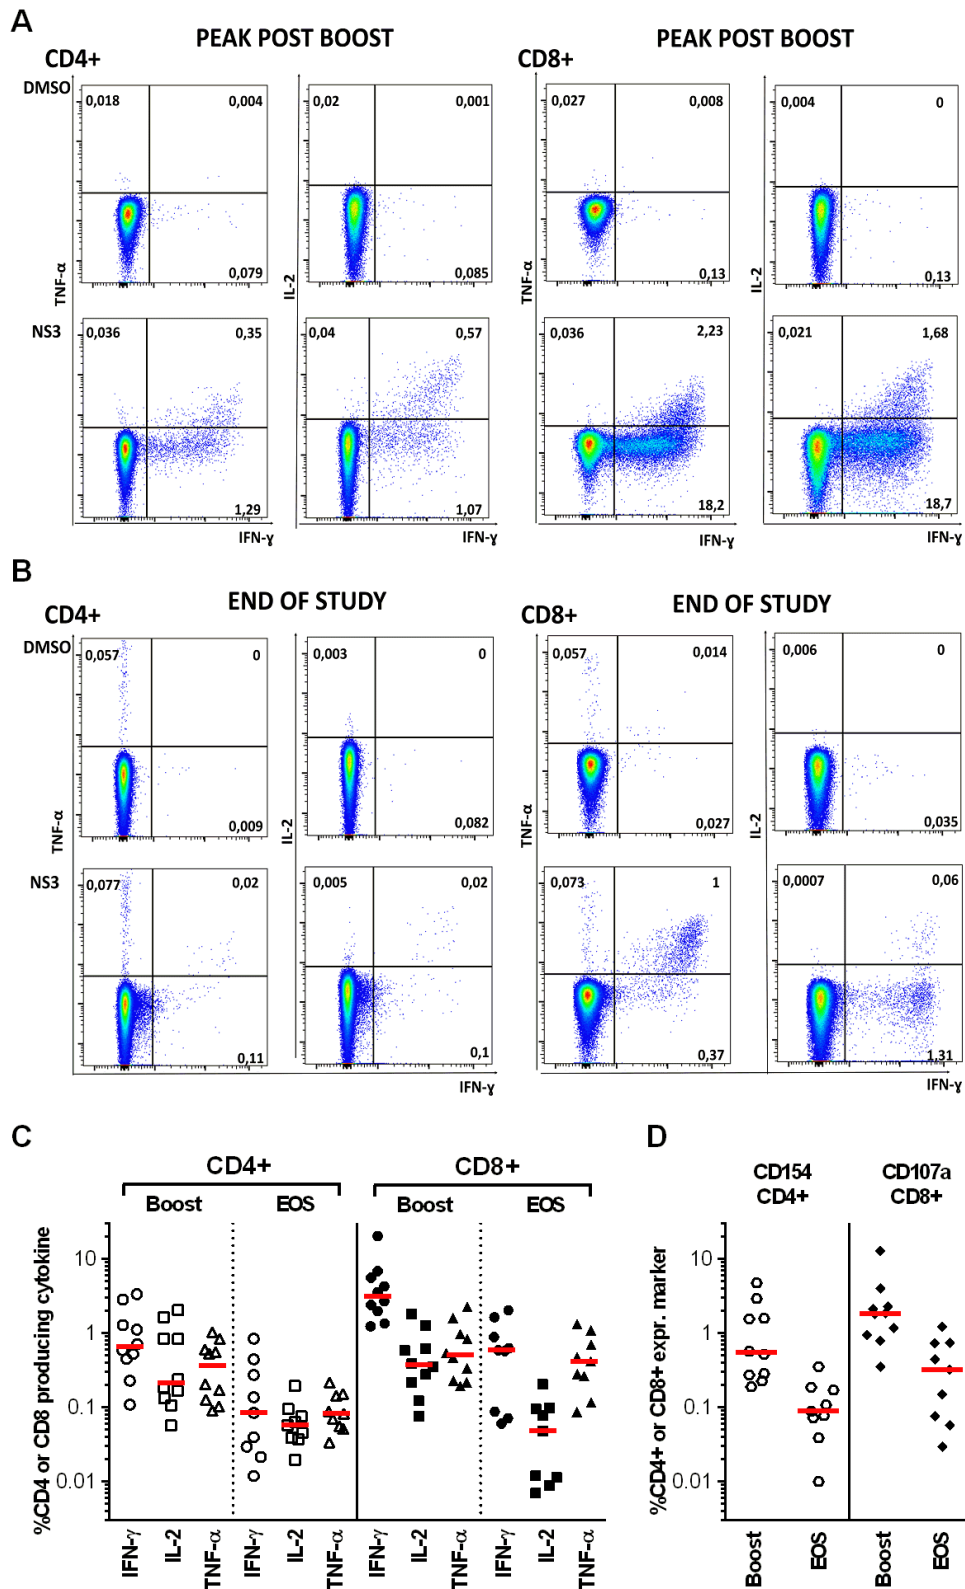 A
PEAK POST BOOST
PEAK POST BOOST
CD4+
CD8+
DMSO
0,018
0,004
0,079
TNF-α
0,02
0,001
0,085
IL-2
0,027
0,008
0,13
TNF-α
0,004
0
0,13
IL-2
NS3
0,036
0,35
1,29
0,04
0,57
1,07
0,036
2,23
18,2
0,021
1,68
18,7
IFN-γ
IFN-γ
IFN-γ
B
END OF STUDY
END OF STUDY
CD4+
CD8+
DMSO
0,057
0
0,009
TNF-α
0,003
0
0,082
IL-2
0,057
0,014
0,027
TNF-α
0,006
0
0,035
IL-2
NS3
0,077
0,02
0,11
0,005
0,02
0,1
0,073
1
0,37
0,0007
0,06
1,31
IFN-γ
IFN-γ
C
CD4+
CD8+
Boost
EOS
Boost
EOS
%CD4 or CD8 producing cytokine
10
1
0.1
0.01
IFN-γ
IL-2
TNF-α
IFN-γ
IL-2
TNF-α
IFN-γ
IL-2
TNF-α
IFN-γ
IL-2
TNF-α
D
CD154
CD4+
CD107a
CD8+
%CD4+ or CD8+expr. marker
10
1
0.1
0.01
Boost
EOS
Boost
EOS